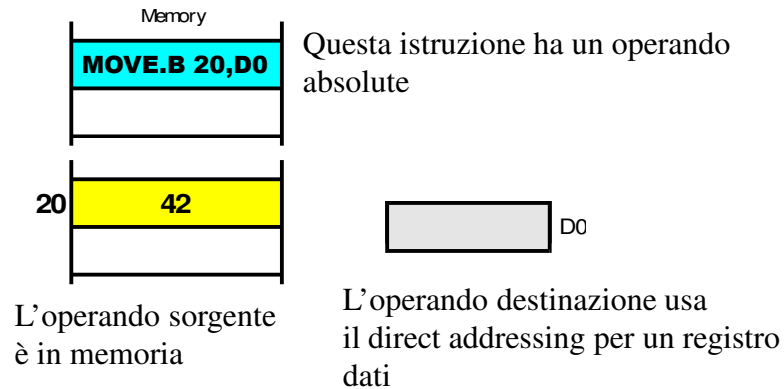 Memory
MOVE.B 20,D0
Questa istruzione ha un operando
absolute
20
42
D0
L’operando sorgente
è in memoria
L’operando destinazione usa
il direct addressing per un registro
dati